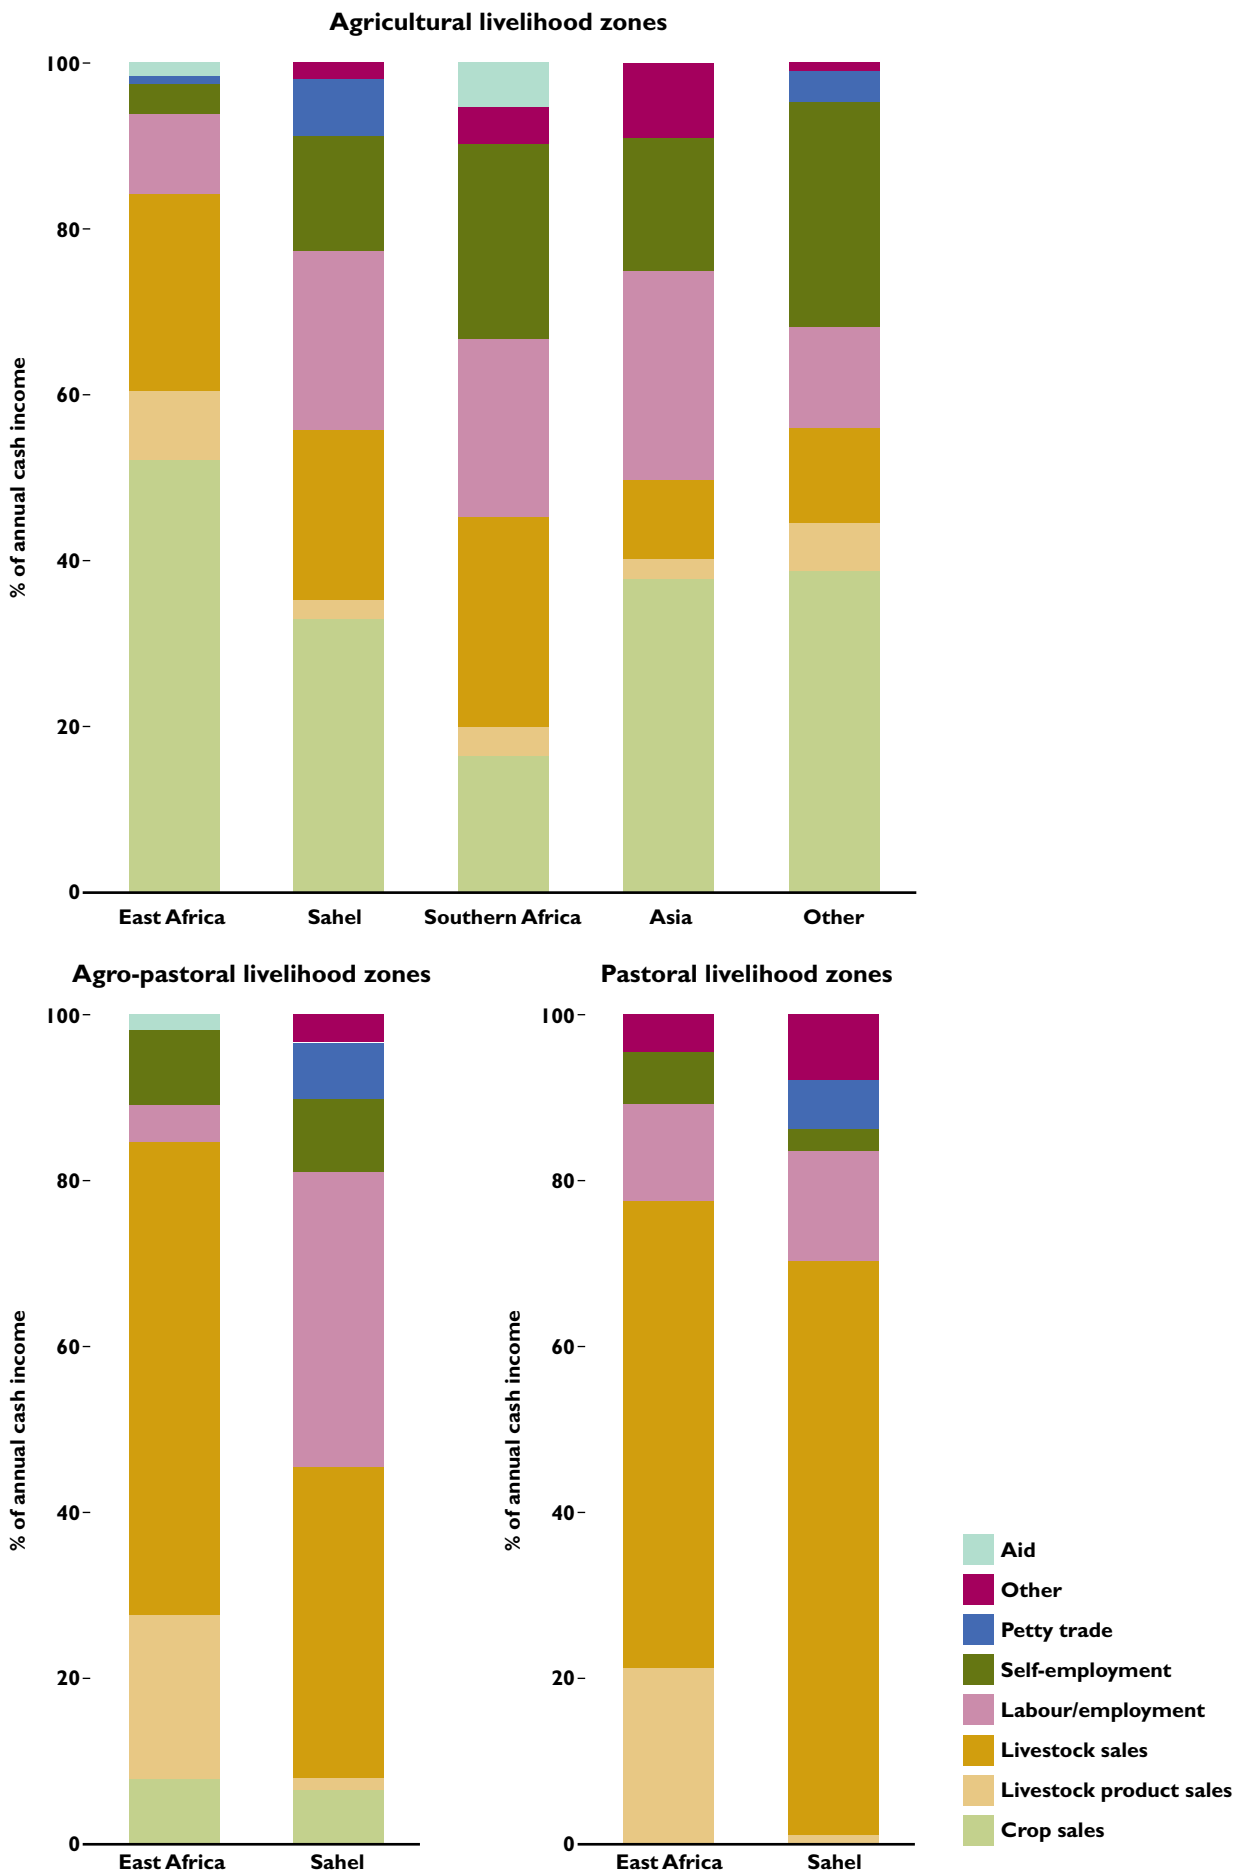 Agricultural livelihood zones
100
80
60
40
20
0
% of annual cash income
East Africa
Sahel
Southern Africa
Asia
Other
Agro-pastoral livelihood zones
100
80
60
40
20
0
% of annual cash income
East Africa
Sahel
Pastoral livelihood zones
100
80
60
40
20
0
% of annual cash income
East Africa
Sahel
Aid
Other
Petty trade
Self-employment
Labour/employment
Livestock sales
Livestock product sales
Crop sales